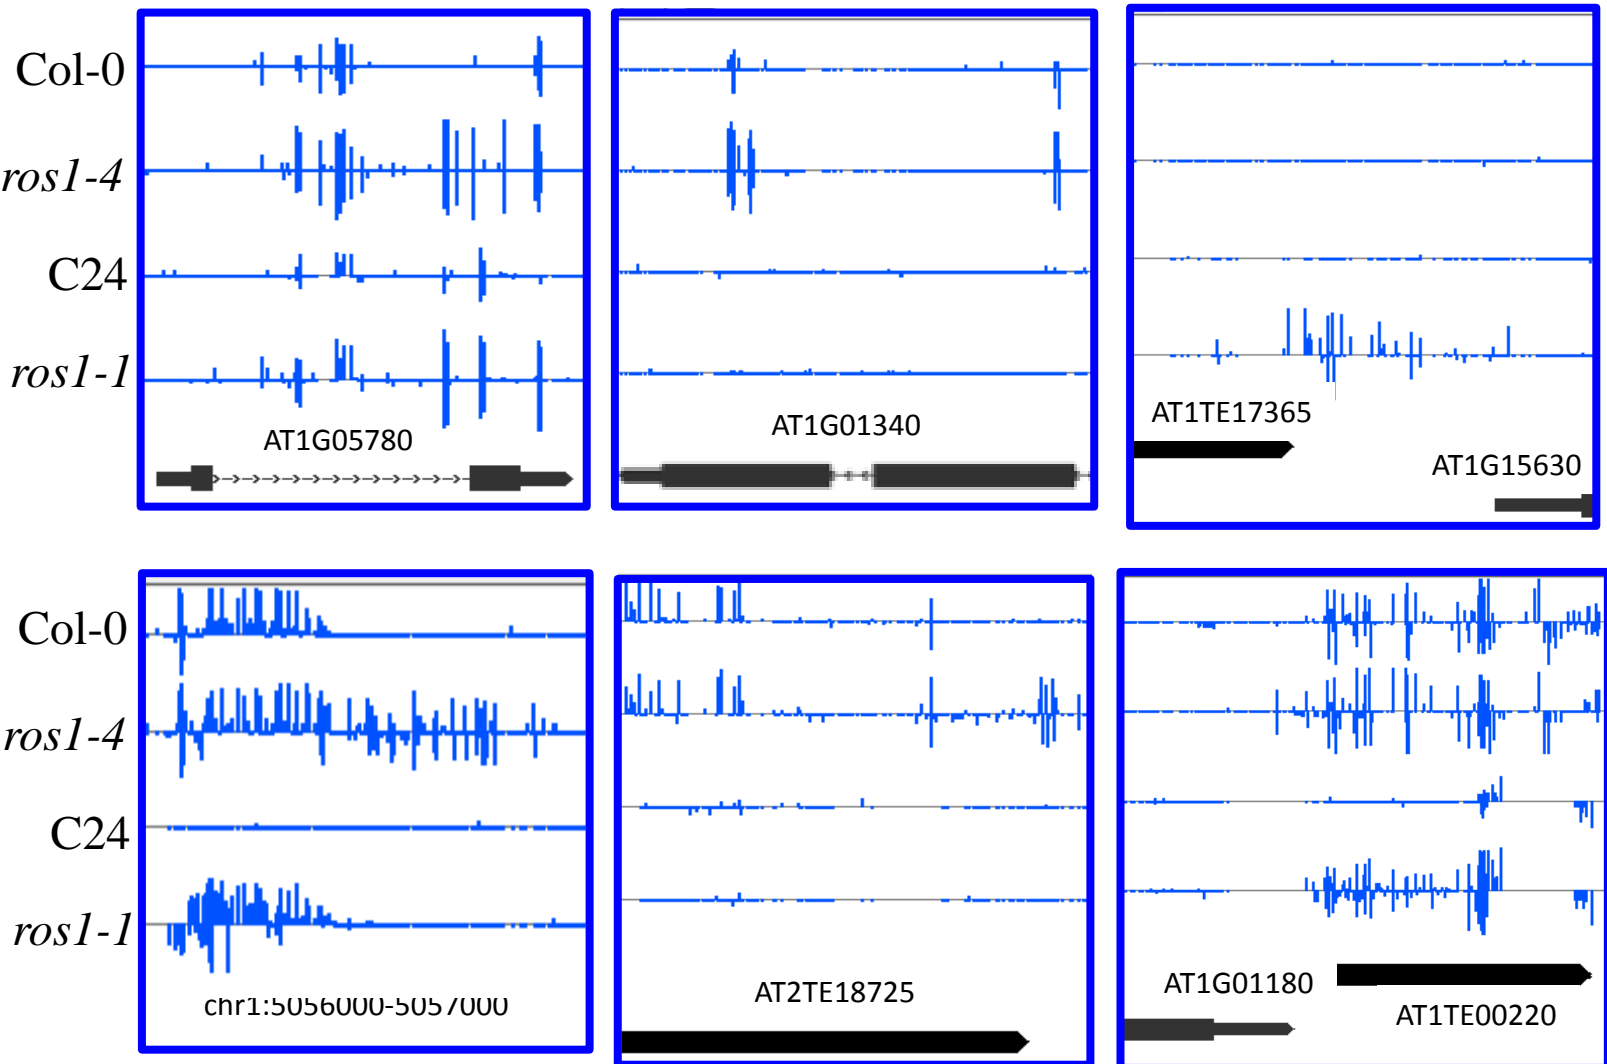 Col-0
ros1-4
C24
ros1-1
AT1G05780
AT1G01340
AT1TE17365
AT1G15630
Col-0
ros1-4
C24
ros1-1
chr1:5056000-5057000
AT2TE18725
AT1G01180
AT1TE00220